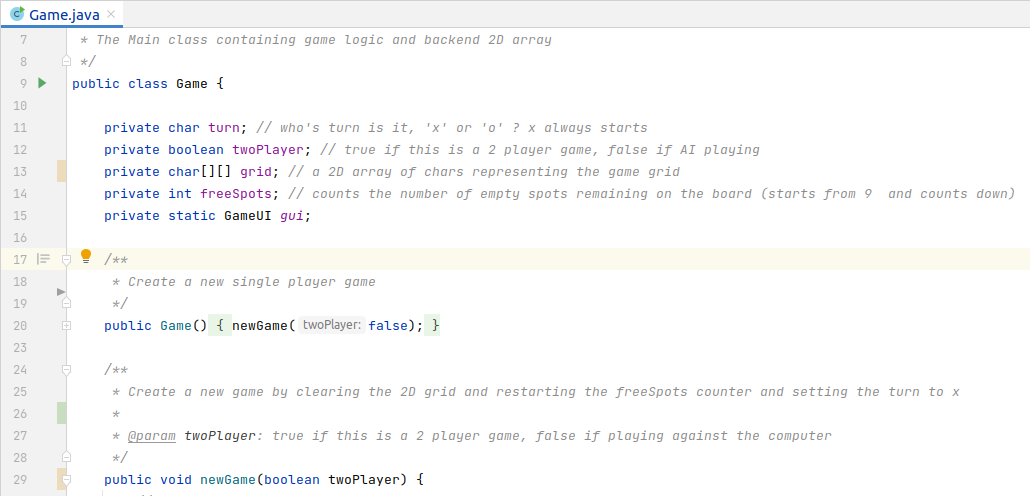 Game.java
7 * The Main class containing game logic and backend 2D array
8 */
9 public class Game {
10
11 private char turn; // who's turn is it, 'x' or 'o' ? x always starts
12 private boolean twoPlayer; // true if this is a 2 player game, false if AI playing
13 private char[][] grid; // a 2D array of chars representing the game grid
14 private int freeSpots; // counts the number of empty spots remaining on the board (starts from 9  and counts down)
15 private static GameUI gui;
16
17 /**
18 * Create a new single player game
19 */
20 public Game() { newGame( twoPlayer: false); }
23
24 /**
25 * Create a new game by clearing the 2D grid and restarting the freeSpots counter and setting the turn to x
26 *
27 * @param twoPlayer: true if this is a 2 player game, false if playing against the computer
28 */
29 public void newGame(boolean twoPlayer) {